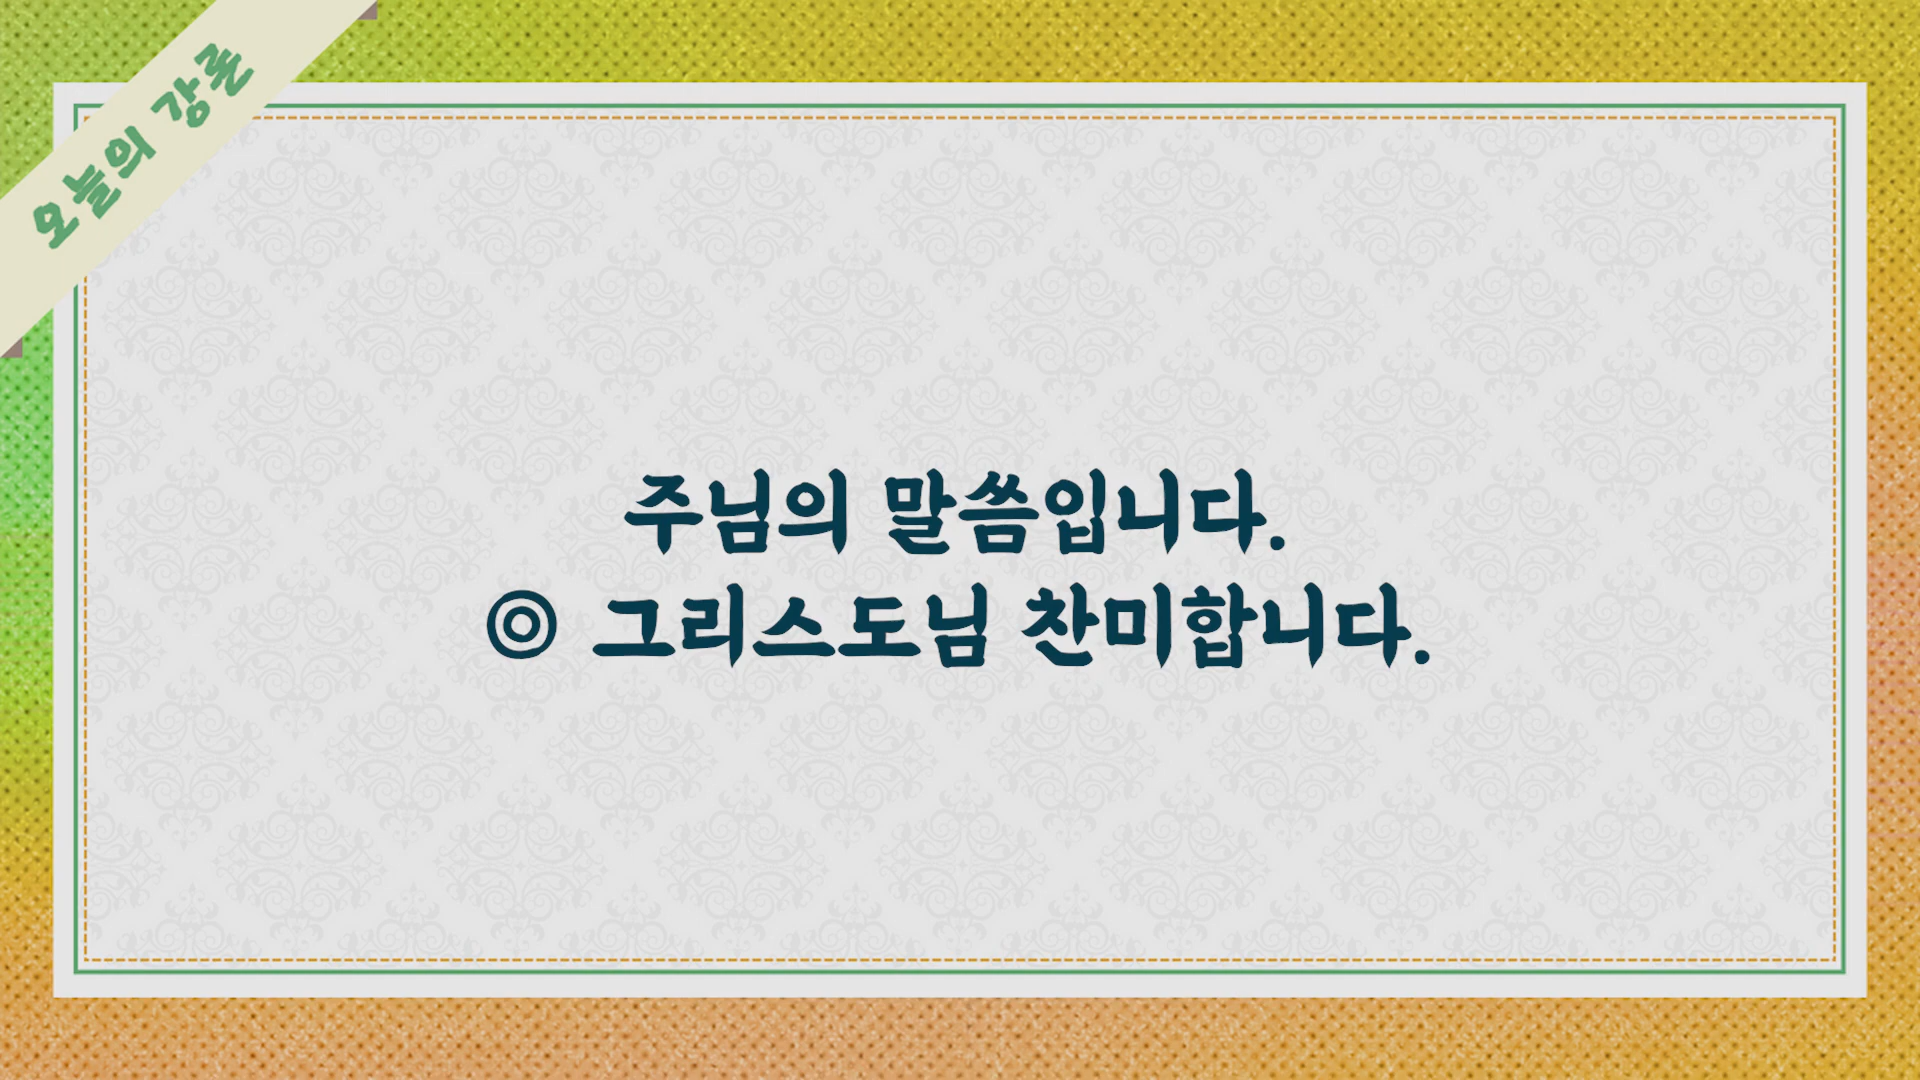 오늘의 강론
주님의 말씀입니다.
◎ 그리스도님 찬미합니다.